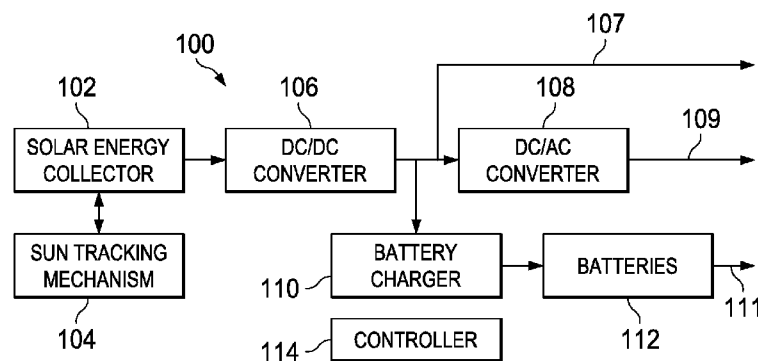 107
100
102
106
108
109
SOLAR ENERGY
COLLECTOR
DC/DC
CONVERTER
DC/AC
CONVERTER
SUN TRACKING
MECHANISM
BATTERY
CHARGER
BATTERIES
104
110
112
111
114
CONTROLLER